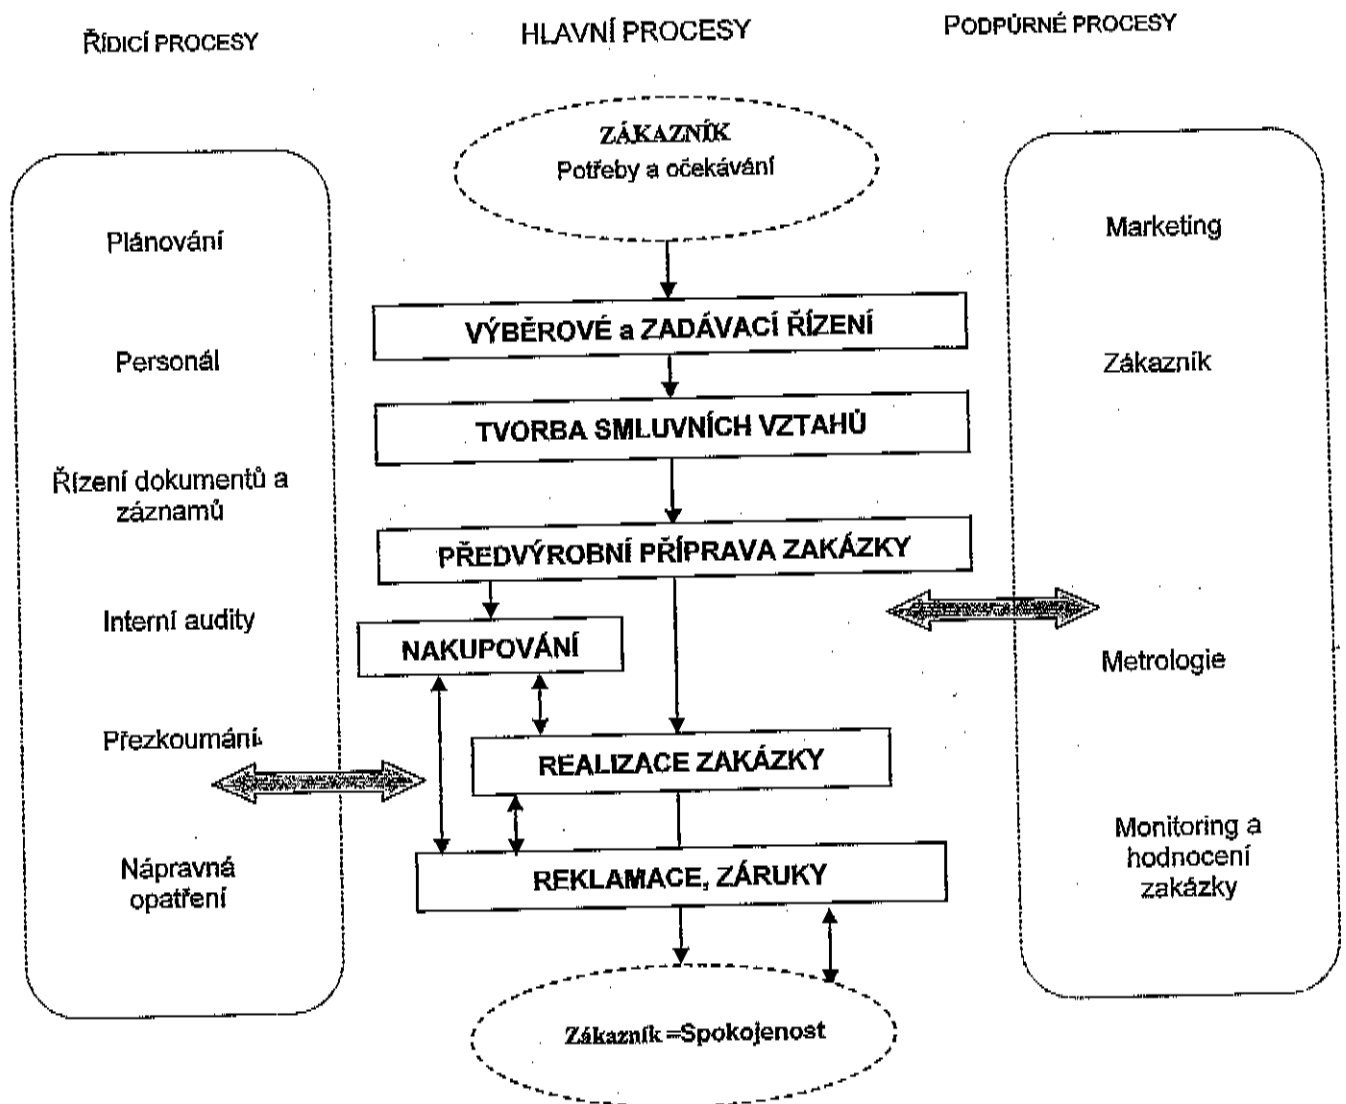 ŘÍDICÍ PROCESY
HLAVNÍ PROCESY
PODPŮRNÉ PROCESY
ZÁKAZNÍK
Potřeby a očekávání
Plánování
Personál
Řízení dokumentů a
záznamů
Interní audity
Přezkoumání
Nápravná
opatření
VÝBĚROVÉ a ZADÁVACÍ ŘÍZENÍ
TVORBA SMLUVNÍCH VZTAHŮ
PŘEDVÝROBNÍ PŘÍPRAVA ZAKÁZKY
NAKUPOVÁNÍ
REALIZACE ZAKÁZKY
REKLAMACE, ZÁRUKY
Zákazník =Spokojenost
Marketing
Zákazník
Metrologie
Monitoring a
hodnocení
zakázky